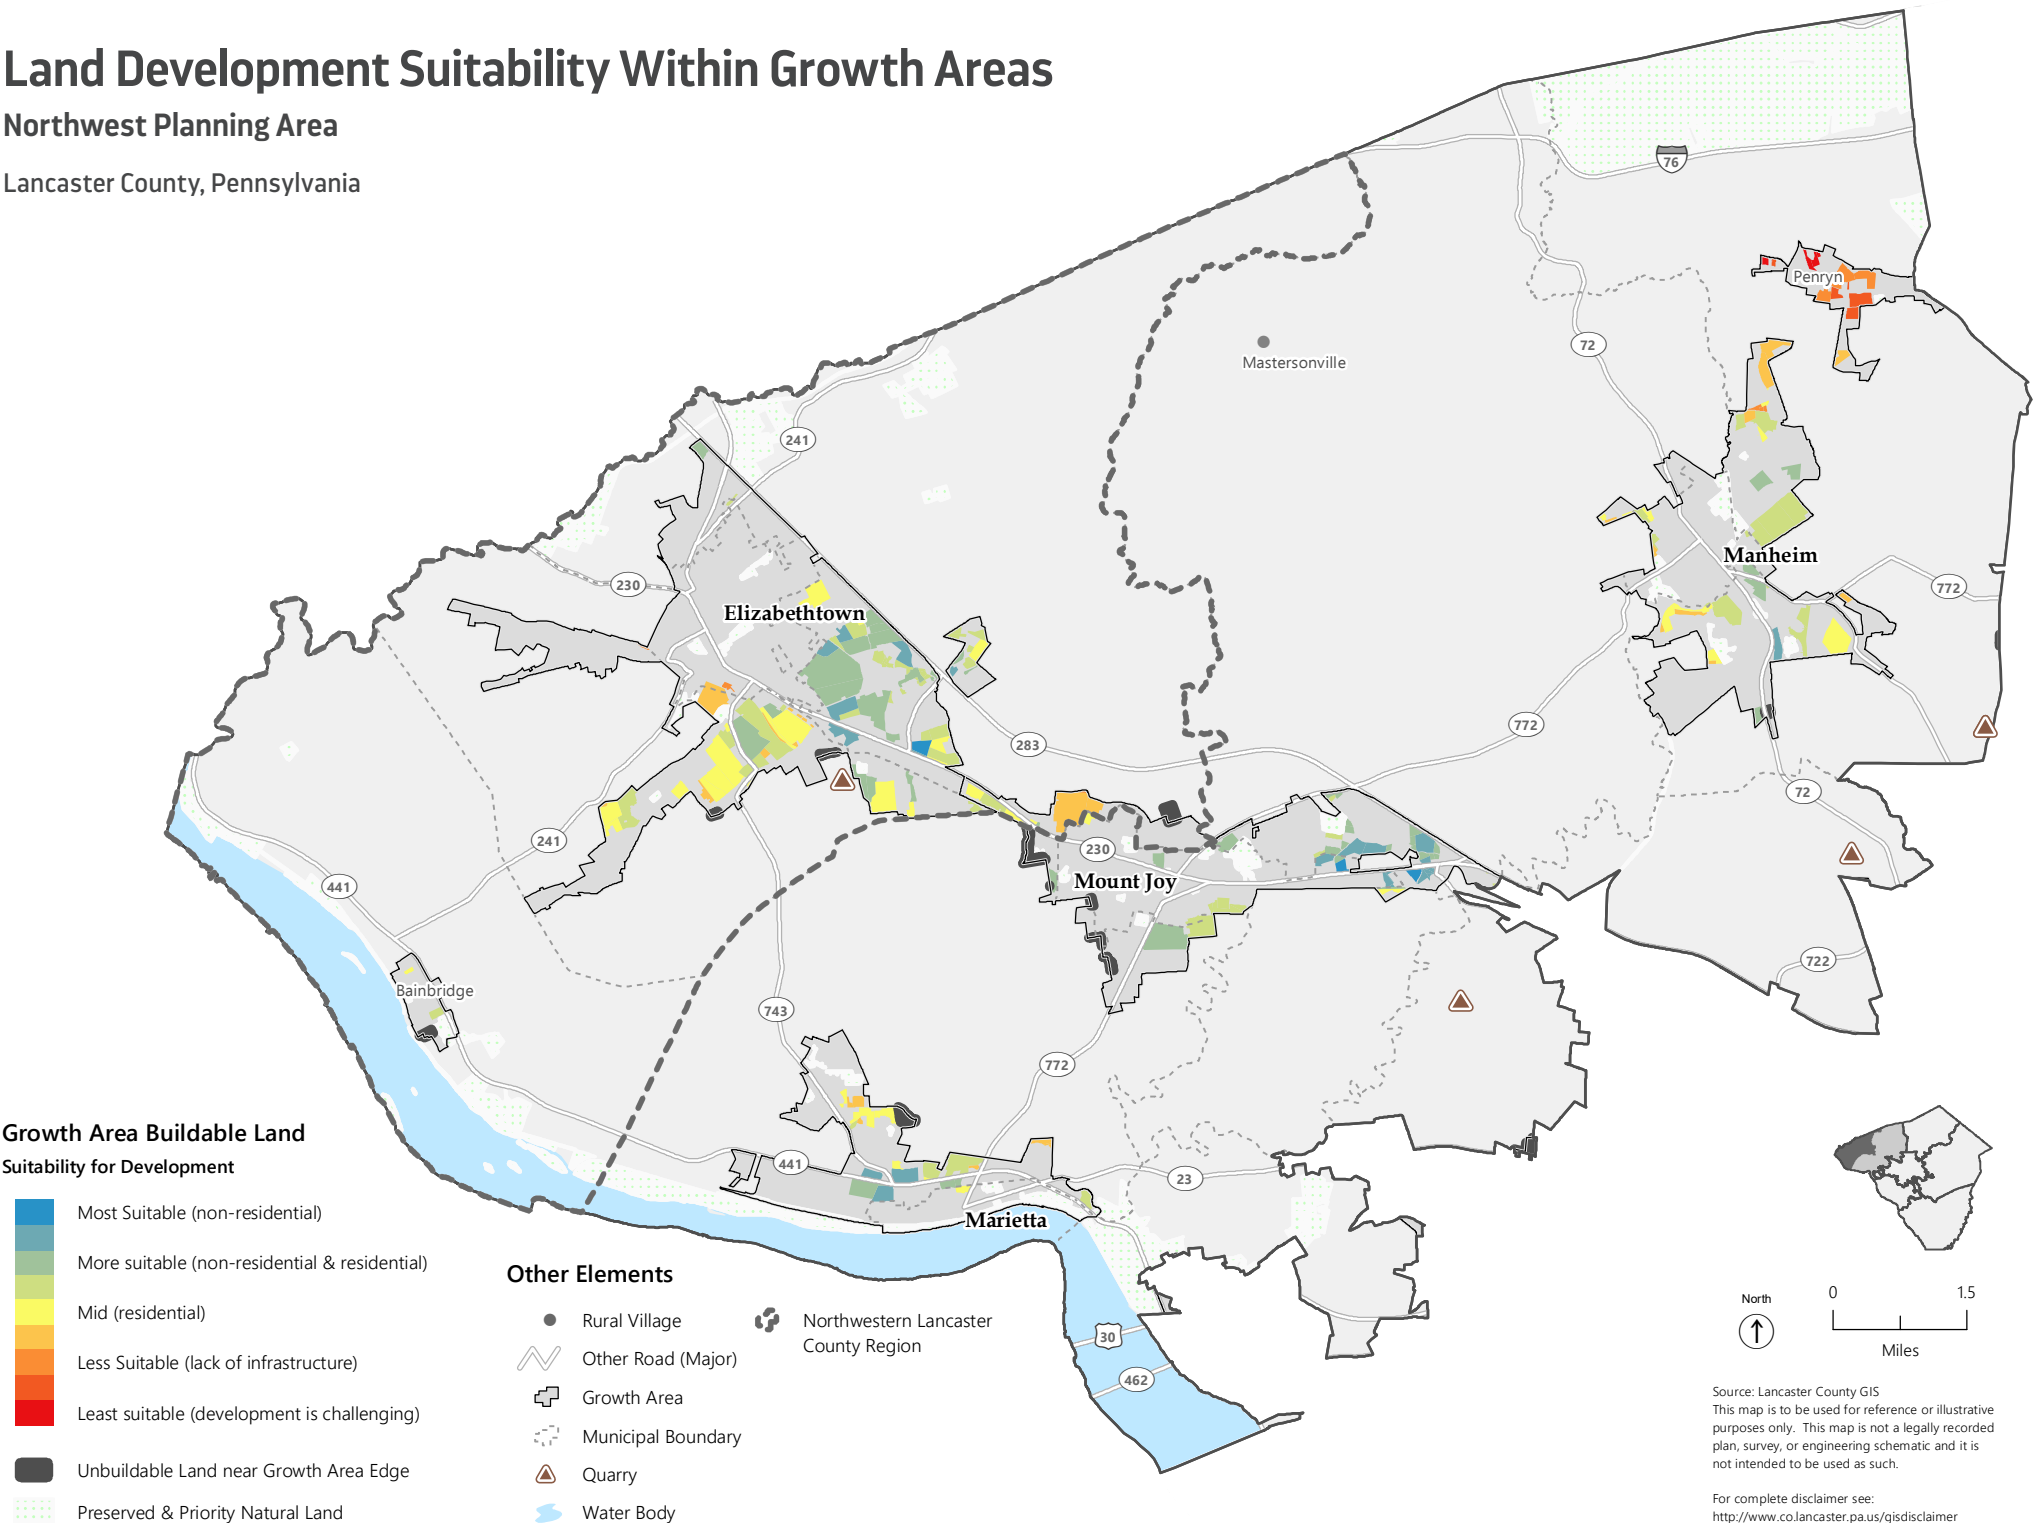 Land Development Suitability Within Growth Areas
Northwest Planning Area
Lancaster County, Pennsylvania
76
Penryn
72
Mastersonville
241
Manheim
230
772
Elizabethtown
283
772
72
241
230
441
Mount Joy
722
Bainbridge
743
772
441
23
Marietta
30
462
Growth Area Buildable Land
Suitability for Development
Most Suitable (non-residential)
More suitable (non-residential & residential)
Mid (residential)
Less Suitable (lack of infrastructure)
Least suitable (development is challenging)
Unbuildable Land near Growth Area Edge
Preserved & Priority Natural Land
Other Elements
Rural Village
Other Road (Major)
Growth Area
Municipal Boundary
Quarry
Water Body
Northwestern Lancaster
County Region
North
0 1.5
Miles
Source: Lancaster County GIS
This map is to be used for reference or illustrative
purposes only. This map is not a legally recorded
plan, survey, or engineering schematic and it is
not intended to be used as such.
For complete disclaimer see:
http://www.co.lancaster.pa.us/gisdisclaimer